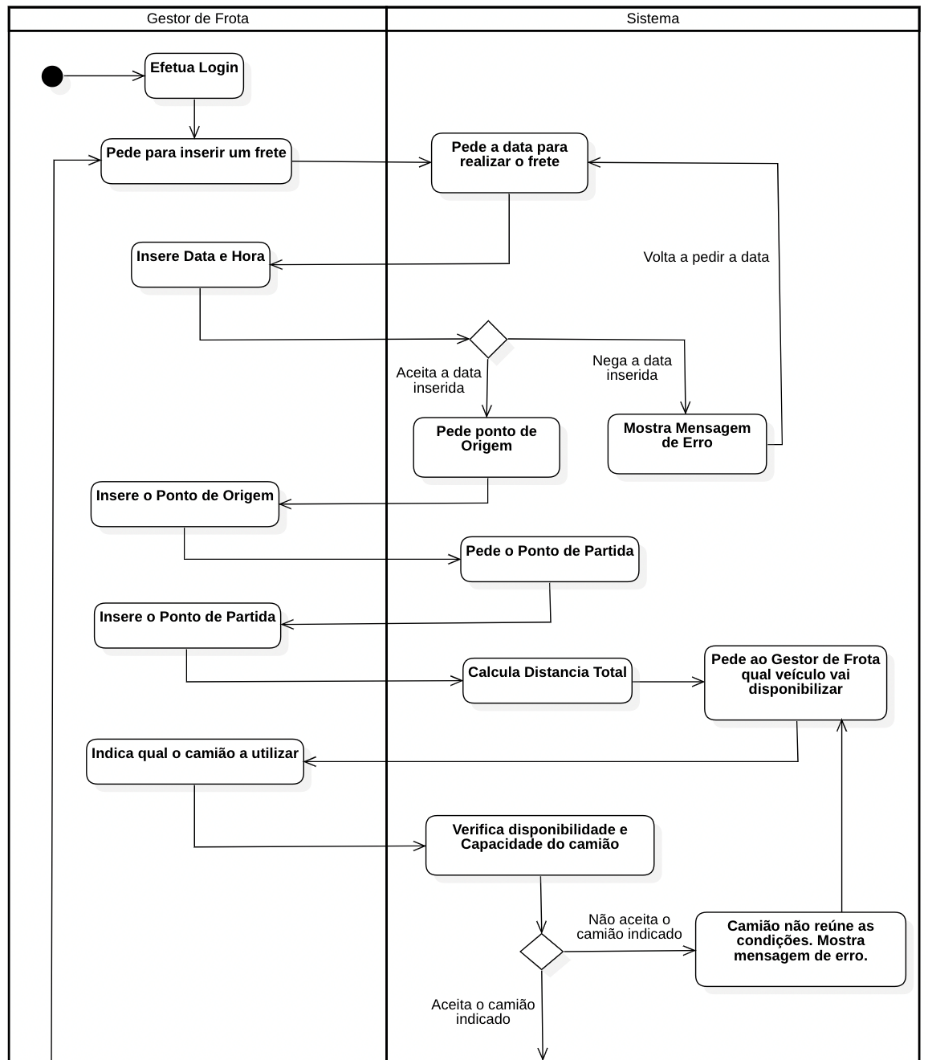 Gestor de Frota
Sistema
Efetua Login
Pede para inserir um frete
Pede a data para
realizar o frete
Insere Data e Hora
Volta a pedir a data
Aceita a data
inserida
Nega a data
inserida
Pede ponto de
Origem
Mostra Mensagem
de Erro
Insere o Ponto de Origem
Pede o Ponto de Partida
Insere o Ponto de Partida
Calcula Distancia Total
Pede ao Gestor de Frota
qual veículo vai
disponibilizar
Indica qual o camião a utilizar
Verifica disponibilidade e
Capacidade do camião
Não aceita o
camião indicado
Camião não reúne as
condições. Mostra
mensagem de erro.
Aceita o camião
indicado